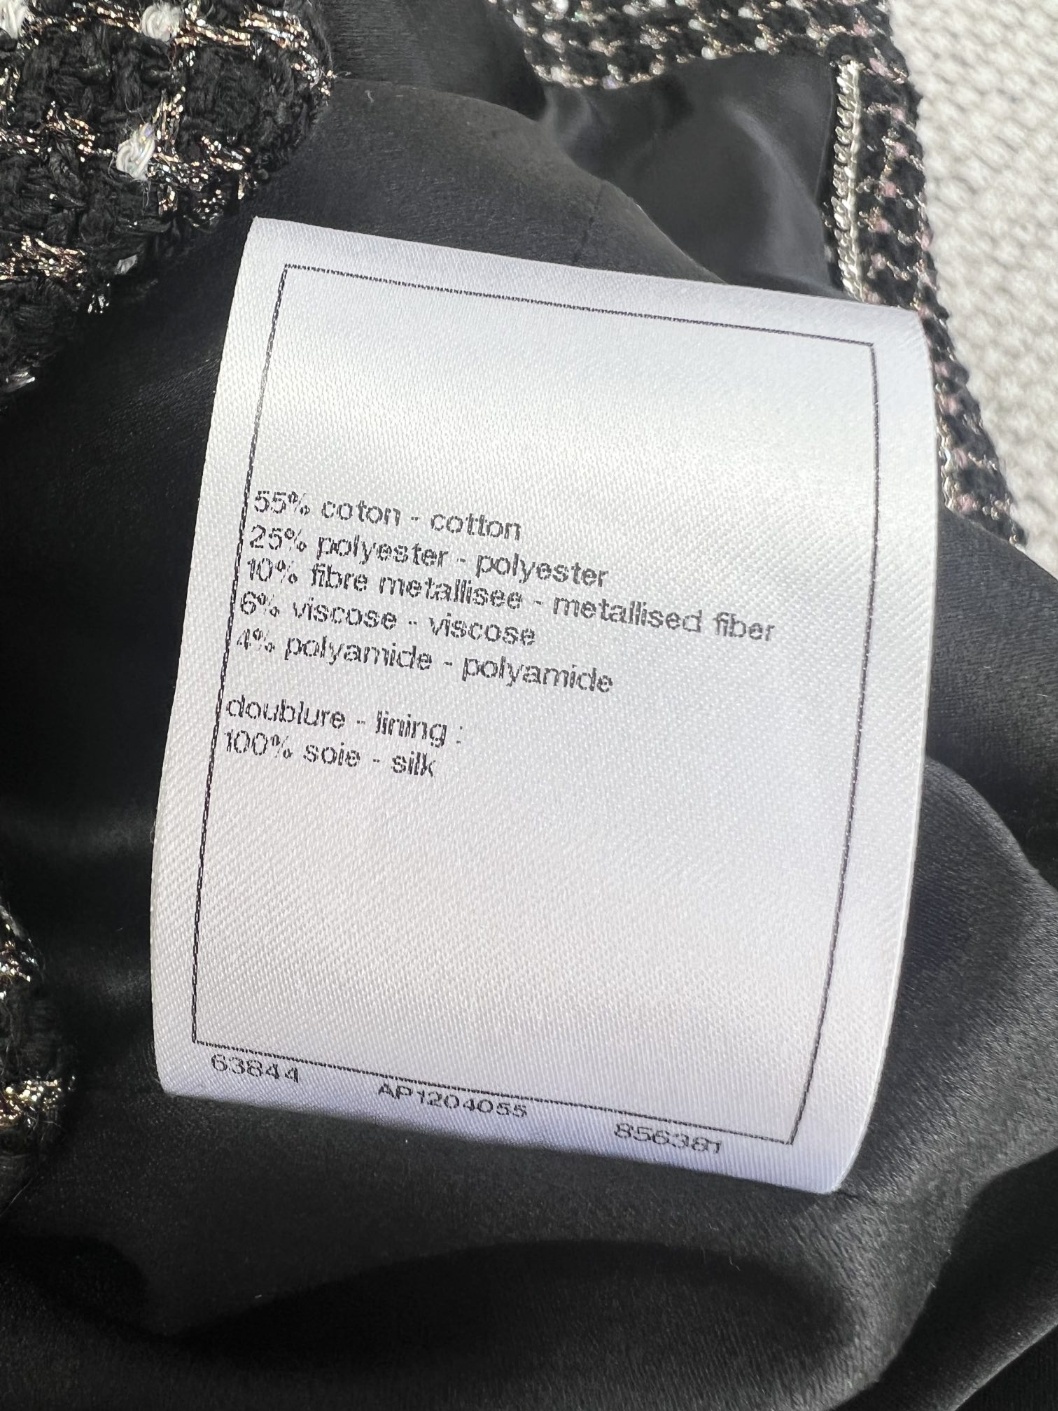 55% coton - cotton
25% polyester - polyester
10% fibre metallisee - metallised fiber
6% viscose - viscose
4% polyamide - polyamide
doublure - lining :
100% soie - silk
63844 AP1204055 856381